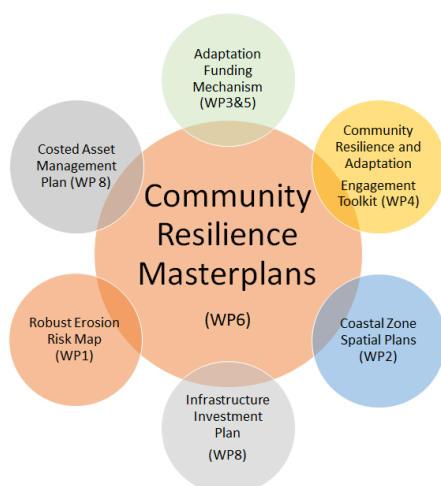 Adaptation
Funding
Mechanism
(WP3&5)
Community
Resilience and
Adaptation
Engagement
Toolkit (WP4)
Coastal Zone
Spatial Plans
(WP2)
Infrastructure
Investment
Plan
(WP8)
Robust Erosion
Risk Map
(WP1)
Costed Asset
Management
Plan (WP 8)
Community
Resilience
Masterplans
(WP6)